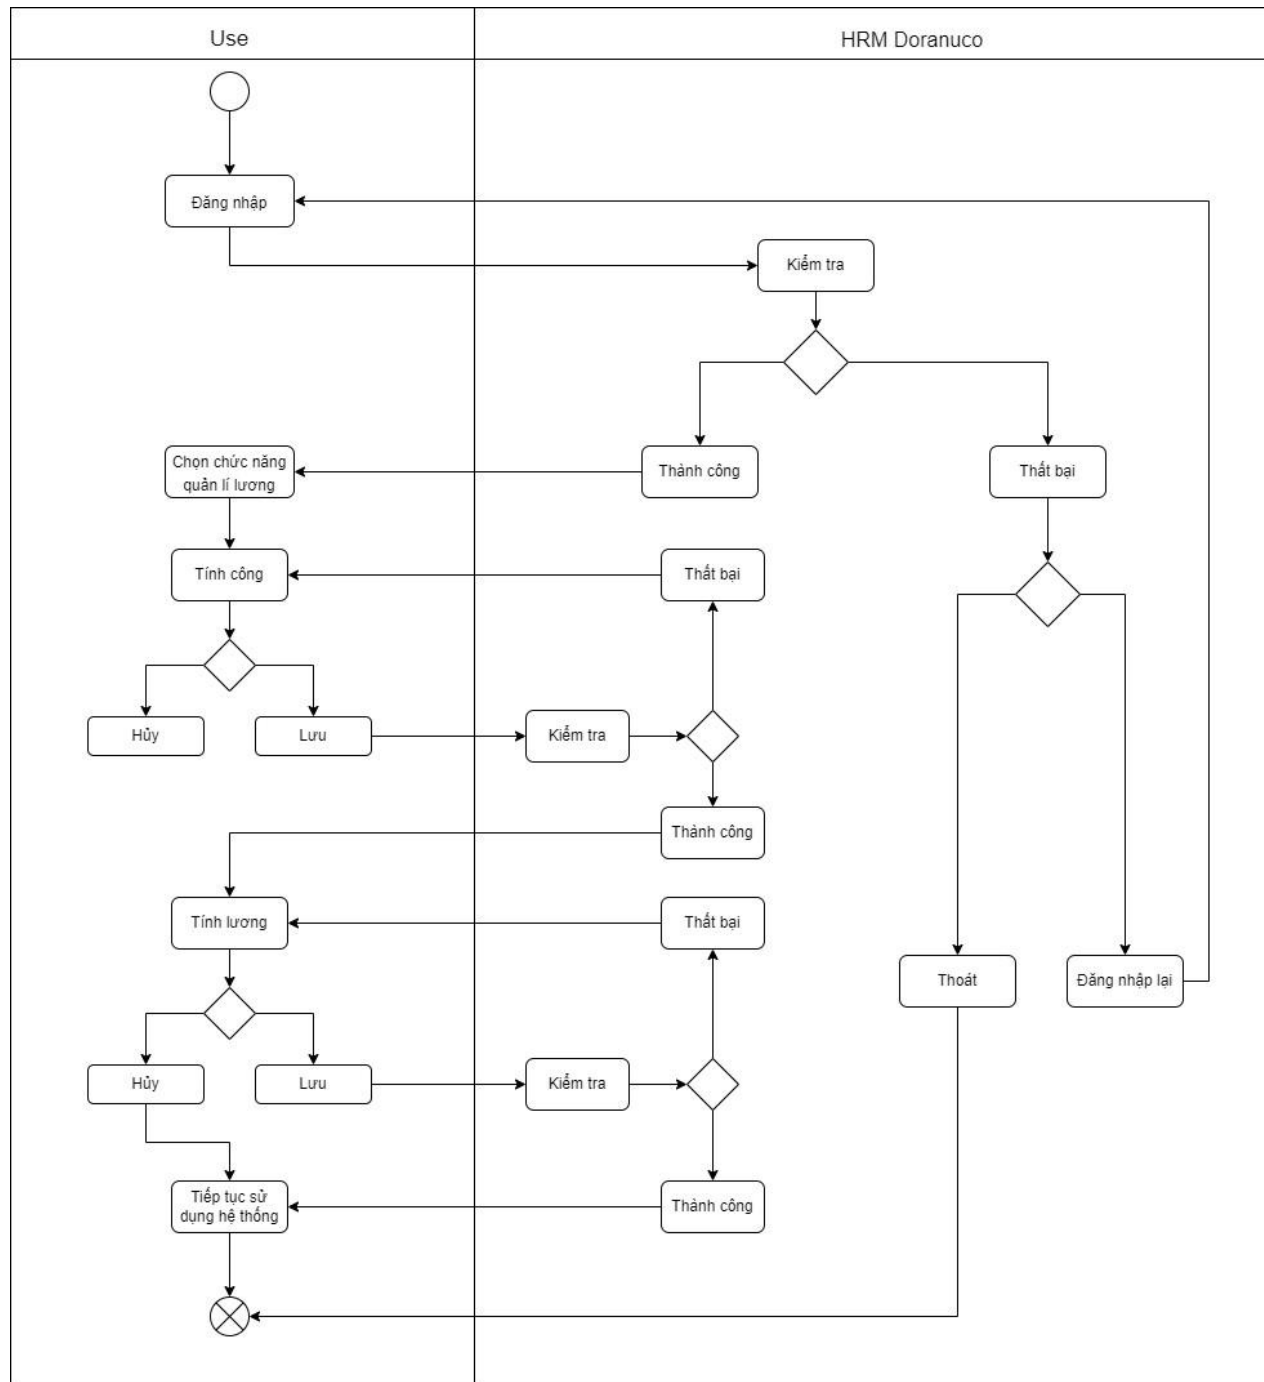 Use
HRM Doranuco
Đăng nhập
Kiểm tra
Chọn chức năng
quản lí lương
Thành công
Thất bại
Tính công
Thất bại
Hủy
Lưu
Kiểm tra
Thành công
Tính lương
Thất bại
Thoát
Đăng nhập lại
Hủy
Lưu
Kiểm tra
Tiếp tục sử
dụng hệ thống
Thành công